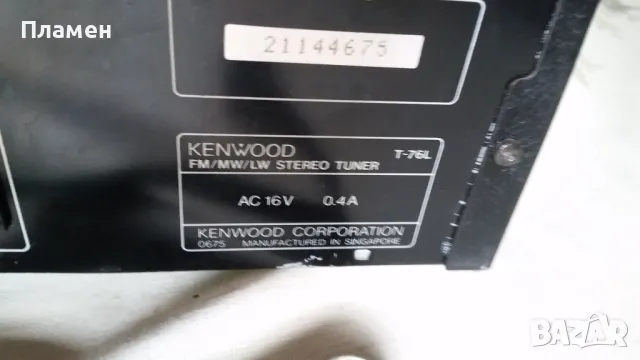 Пламен
21144675
KENWOOD T-76L
FM/MW/LW STEREO TUNER
AC 16V 0.4A
KENWOOD CORPORATION
0675 MANUFACTURED IN SINGAPORE
BAZAR